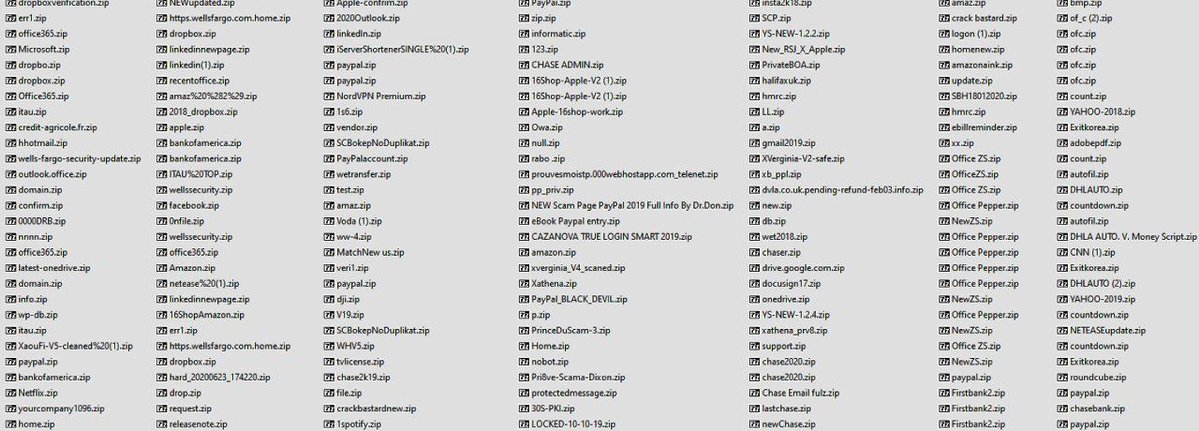 dropboxverification.zip
err1.zip
office365.zip
Microsoft.zip
dropbo.zip
dropbox.zip
Office365.zip
itau.zip
credit-agricole.fr.zip
hhotmail.zip
wells-fargo-security-update.zip
outlook.office.zip
domain.zip
confirm.zip
0000DRB.zip
nnnn.zip
office365.zip
latest-onedrive.zip
domain.zip
info.zip
wp-db.zip
itau.zip
XaouFi-V5-cleaned%20(1).zip
paypal.zip
bankofamerica.zip
Netflix.zip
yourcompany1096.zip
home.zip
NEWupdated.zip
https.wellsfargo.com.home.zip
dropbox.zip
linkedinnewpage.zip
linkedin(1).zip
recentoffice.zip
amaz%20%282%29.zip
2018_dropbox.zip
apple.zip
bankofamerica.zip
bankofamerica.zip
ITAU%20TOP.zip
wellssecurity.zip
facebook.zip
0nfile.zip
wellssecurity.zip
office365.zip
Amazon.zip
netease%20(1).zip
linkedinnewpage.zip
16ShopAmazon.zip
err1.zip
https.wellsfargo.com.home.zip
dropbox.zip
hard_20200623_174220.zip
drop.zip
request.zip
releasenote.zip
Apple-confrim.zip
2020Outlook.zip
linkedIn.zip
iServerShortenerSINGLE%20(1).zip
paypal.zip
paypal.zip
NordVPN Premium.zip
1s6.zip
vendor.zip
SCBokepNoDuplikat.zip
PayPalaccount.zip
wetransfer.zip
test.zip
amaz.zip
Voda (1).zip
ww-4.zip
MatchNew us.zip
veri1.zip
paypal.zip
dji.zip
V19.zip
SCBokepNoDuplikat.zip
WHV5.zip
tvlicense.zip
chase2k19.zip
file.zip
crackbastardnew.zip
1spotify.zip
PayPai.zip
zip.zip
informatic.zip
123.zip
CHASE ADMIN.zip
16Shop-Apple-V2 (1).zip
16Shop-Apple-V2 (1).zip
Apple-16shop-work.zip
Owa.zip
null.zip
rabo .zip
prouvesmoistp.000webhostapp.com_telenet.zip
pp_priv.zip
NEW Scam Page PayPal 2019 Full Info By Dr.Don.zip
eBook Paypal entry.zip
CAZANOVA TRUE LOGIN SMART 2019.zip
amazon.zip
xverginia_V4_scaned.zip
Xathena.zip
PayPal_BLACK_DEVIL.zip
p.zip
PrinceDuScam-3.zip
Home.zip
nobot.zip
Pri8ve-Scama-Dixon.zip
protectedmessage.zip
30S-PKI.zip
LOCKED-10-10-19.zip
insta2k18.zip
SCP.zip
YS-NEW-1.2.2.zip
New_RSJ_X_Apple.zip
PrivateBOA.zip
halifaxuk.zip
hmrc.zip
LL.zip
a.zip
gmail2019.zip
XVerginia-V2-safe.zip
xb_ppl.zip
dvla.co.uk.pending-refund-feb03.info.zip
new.zip
db.zip
wet2018.zip
chaser.zip
drive.google.com.zip
docusign17.zip
onedrive.zip
YS-NEW-1.2.4.zip
xathena_prv8.zip
support.zip
chase2020.zip
chase2020.zip
Chase Email fulz.zip
lastchase.zip
newChase.zip
amaz.zip
crack bastard.zip
logon (1).zip
homenew.zip
amazonaink.zip
update.zip
SBH18012020.zip
hmrc.zip
ebillreminder.zip
xx.zip
Office ZS.zip
OfficeZS.zip
Office ZS.zip
Office Pepper.zip
NewZS.zip
Office Pepper.zip
Office Pepper.zip
Office Pepper.zip
Office Pepper.zip
NewZS.zip
Office Pepper.zip
NewZS.zip
Office ZS.zip
NewZS.zip
paypal.zip
Firstbank2.zip
Firstbank2.zip
Firstbank2.zip
bmp.zip
of_c (2).zip
ofc.zip
ofc.zip
ofc.zip
ofc.zip
count.zip
YAHOO-2018.zip
Exitkorea.zip
adobepdf.zip
count.zip
autofil.zip
DHLAUTO.zip
countdown.zip
autofil.zip
DHLA AUTO. V. Money Script.zip
CNN (1).zip
Exitkorea.zip
DHLAUTO (2).zip
YAHOO-2019.zip
countdown.zip
NETEASEupdate.zip
countdown.zip
Exitkorea.zip
roundcube.zip
paypal.zip
chasebank.zip
paypal.zip